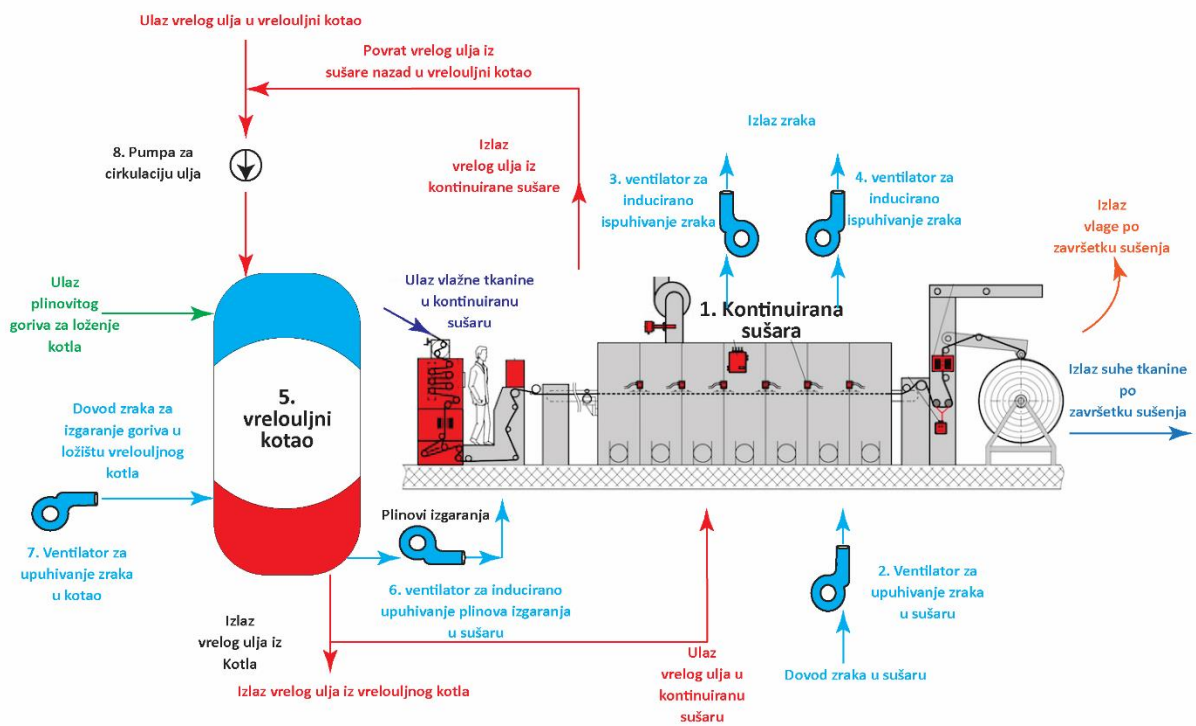 Ulaz vrelog ulja u vrelouljni kotao
Povrat vrelog ulja iz
sušare nazad u vrelouljni kotao
8. Pumpa za
cirkulaciju ulja
Izlaz
vrelog ulja iz
kontinuirane sušare
Izlaz zraka
3. ventilator za
inducirano
ispuhivanje zraka
4. ventilator za
inducirano
ispuhivanje zraka
Izlaz
vlage po
završetku sušenja
Ulaz
plinovitog
goriva za loženje
kotla
Ulaz vlažne tkanine
u kontinuiranu
sušaru
1. Kontinuirana
sušara
Izlaz suhe tkanine
po
završetku sušenja
5.
vrelouljni
kotao
Dovod zraka za
izgaranje goriva u
ložištu vrelouljnog
kotla
7. Ventilator za
upuhivanje zraka
u kotao
Plinovi izgaranja
6. ventilator za inducirano
upuhivanje plinova izgaranja
u sušaru
2. Ventilator za
upuhivanje zraka
u sušaru
Izlaz
vrelog ulja iz
Kotla
Izlaz vrelog ulja iz vrelouljnog kotla
Ulaz
vrelog ulja u
kontinuiranu
sušaru
Dovod zraka u sušaru